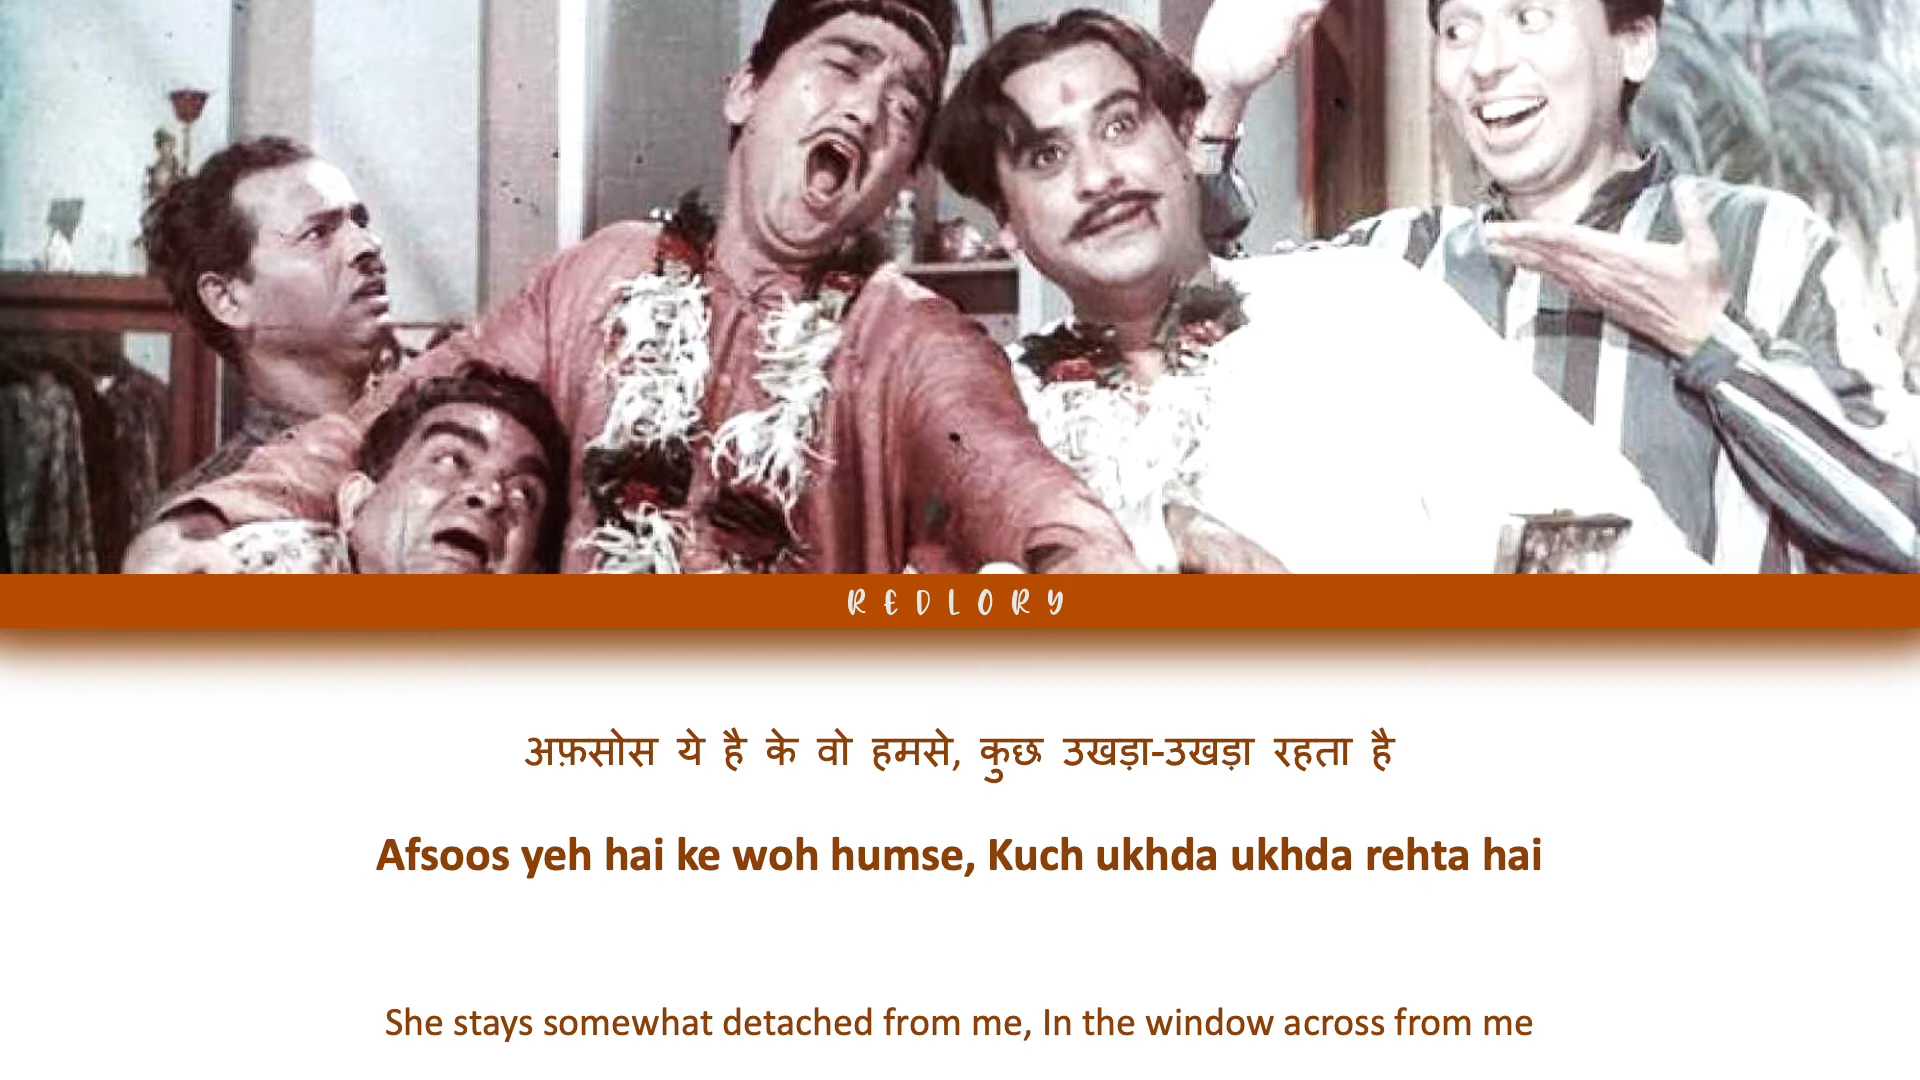 REDLORY
अफ़सोस ये है के वो हमसे, कुछ उखड़ा-उखड़ा रहता है
Afsoos yeh hai ke woh humse, Kuch ukhda ukhda rehta hai
She stays somewhat detached from me, In the window across from me